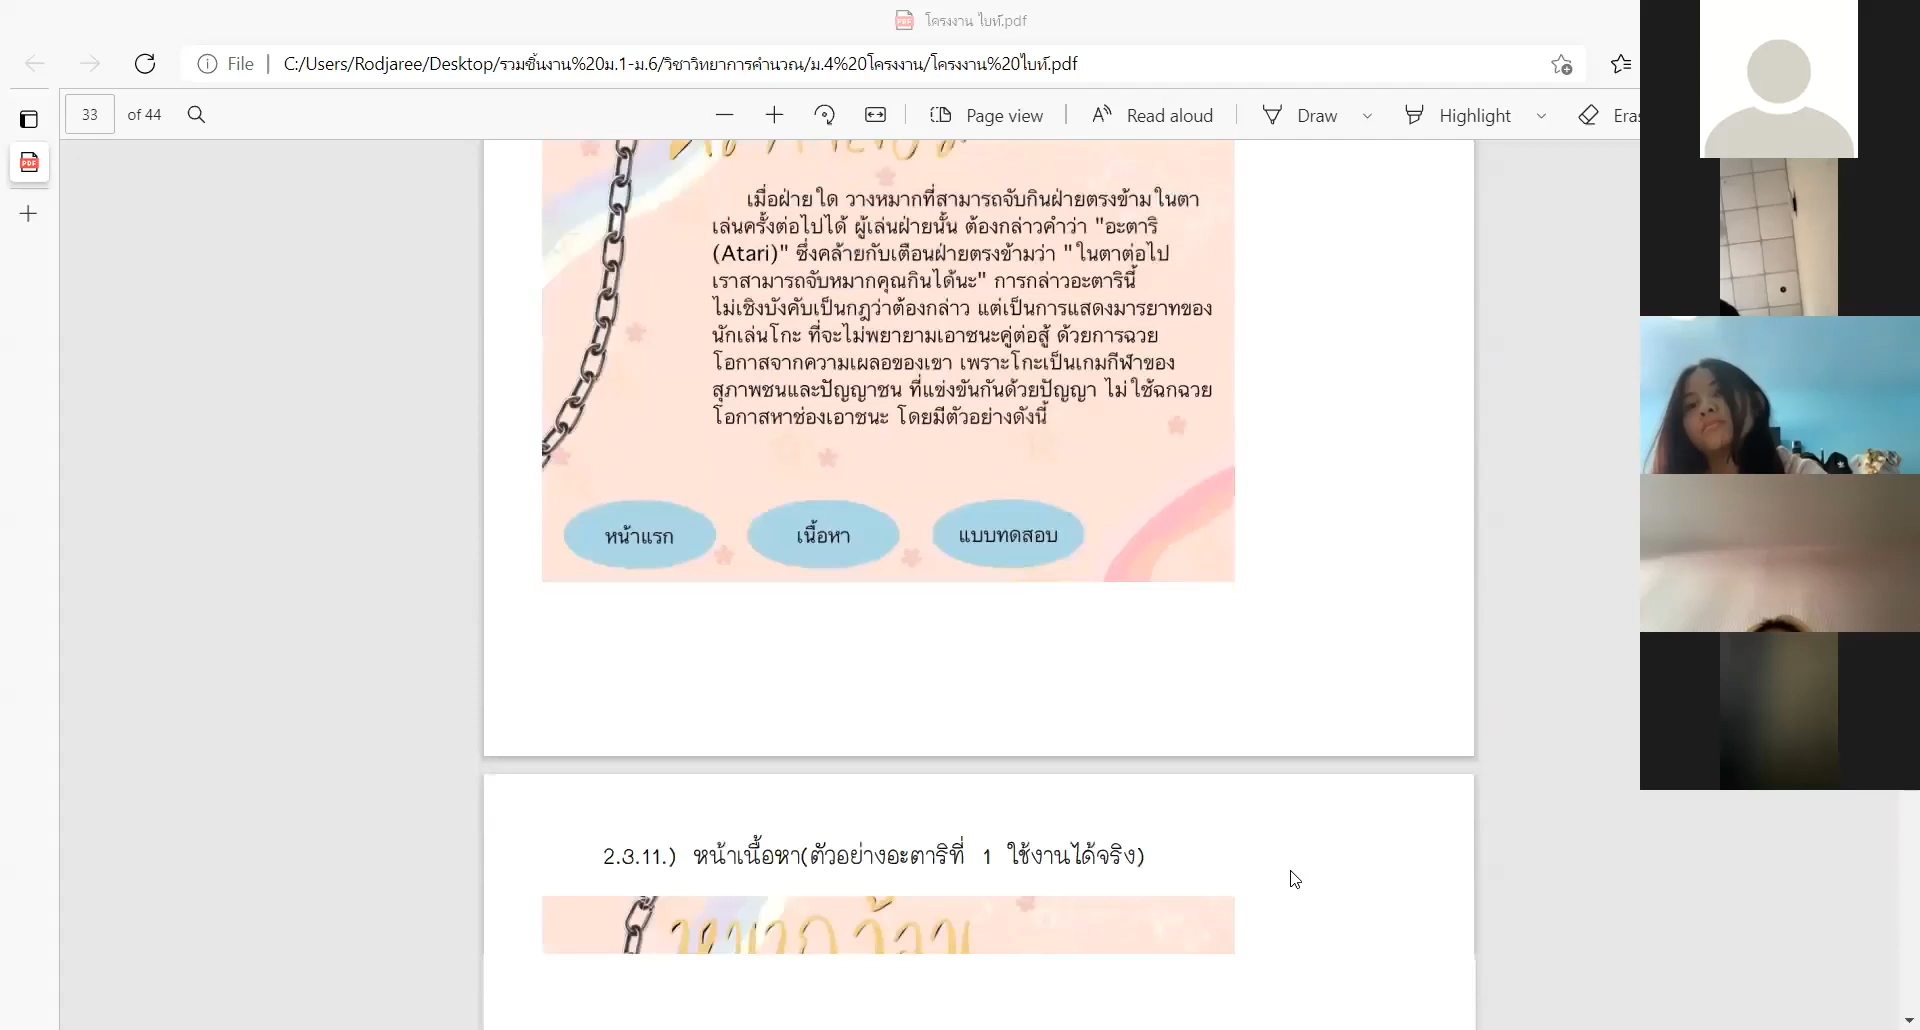 โครงงาน ไบท์.pdf
File | C:/Users/Rodjaree/Desktop/รวมชิ้นงาน%20ม.1-ม.6/วิชาวิทยาการคำนวณ/ม.4%20โครงงาน/โครงงาน%20ไบท์.pdf
33 of 44 Page view Read aloud Draw Highlight
เมื่อฝ่ายใด วางหมากที่สามารถจับกินฝ่ายตรงข้ามในตา
เล่นครั้งต่อไปได้ ผู้เล่นฝ่ายนั้น ต้องกล่าวคำว่า "อะตาริ
(Atari)" ซึ่งคล้ายกับเตือนฝ่ายตรงข้ามว่า "ในตาต่อไป
เราสามารถจับหมากคุณกินได้นะ" การกล่าวอะตารินี้
ไม่เชิงบังคับเป็นกฎว่าต้องกล่าว แต่เป็นการแสดงมารยาทของ
นักเล่นโกะ ที่จะไม่พยายามเอาชนะคู่ต่อสู้ ด้วยการฉวย
โอกาสจากความเผลอของเขา เพราะโกะเป็นเกมกีฬาของ
สุภาพชนและปัญญาชน ที่แข่งขันกันด้วยปัญญา ไม่ใช้ฉกฉวย
โอกาสหาช่องเอาชนะ โดยมีตัวอย่างดังนี้
หน้าแรก เนื้อหา แบบทดสอบ
2.3.11.) หน้าเนื้อหา(ตัวอย่างอะตาริที่ 1 ใช้งานได้จริง)